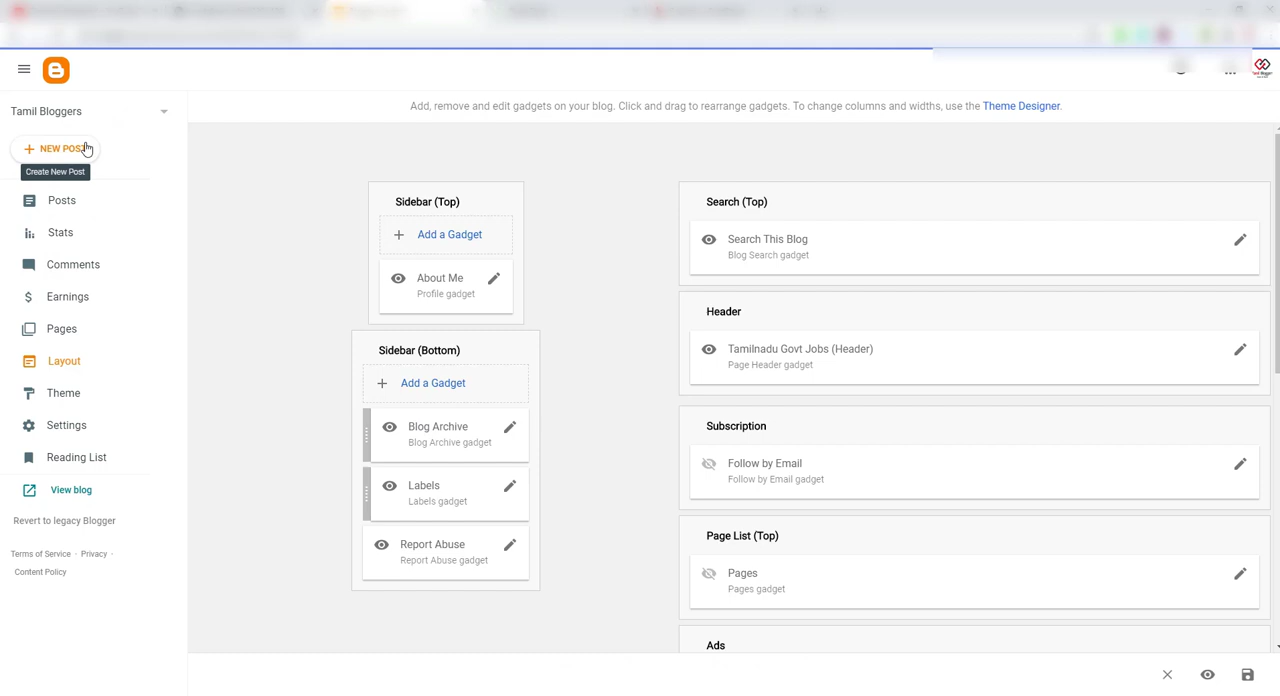 Tamil Bloggers
Add, remove and edit gadgets on your blog. Click and drag to rearrange gadgets. To change columns and widths, use the Theme Designer.
+ NEW POST
Create New Post
Posts
Stats
Comments
Earnings
Pages
Layout
Theme
Settings
Reading List
View blog
Revert to legacy Blogger
Terms of Service · Privacy ·
Content Policy
Sidebar (Top)
+ Add a Gadget
About Me
Profile gadget
Sidebar (Bottom)
+ Add a Gadget
Blog Archive
Blog Archive gadget
Labels
Labels gadget
Report Abuse
Report Abuse gadget
Search (Top)
Search This Blog
Blog Search gadget
Header
Tamilnadu Govt Jobs (Header)
Page Header gadget
Subscription
Follow by Email
Follow by Email gadget
Page List (Top)
Pages
Pages gadget
Ads